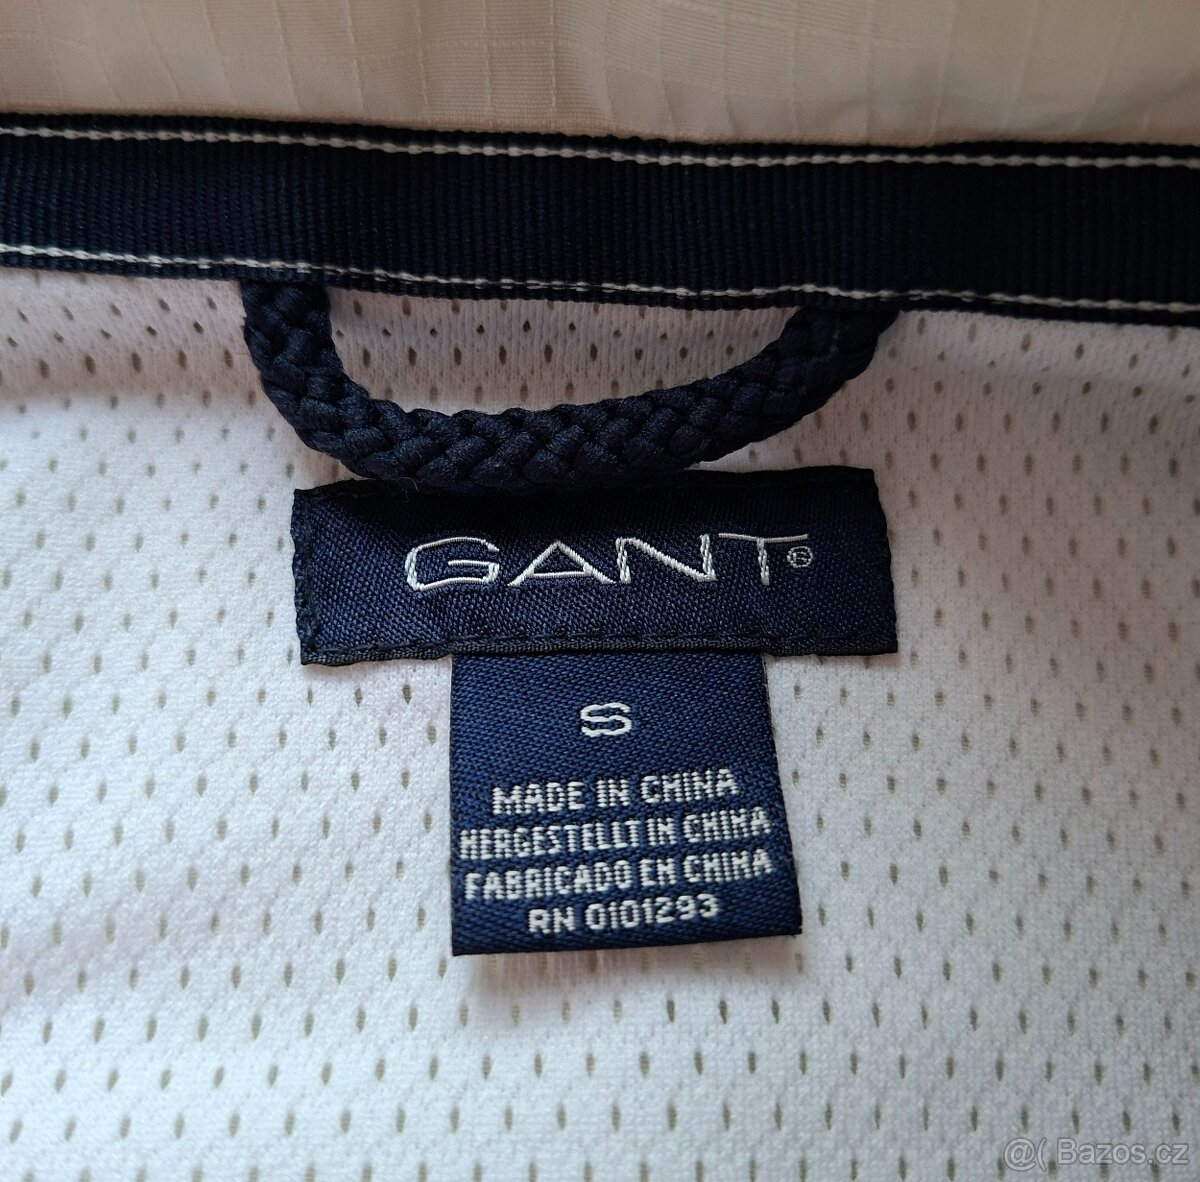 GANT®
S
MADE IN CHINA
HERGESTELLT IN CHINA
FABRICADO EN CHINA
RN 0101293
@( Bazos.cz